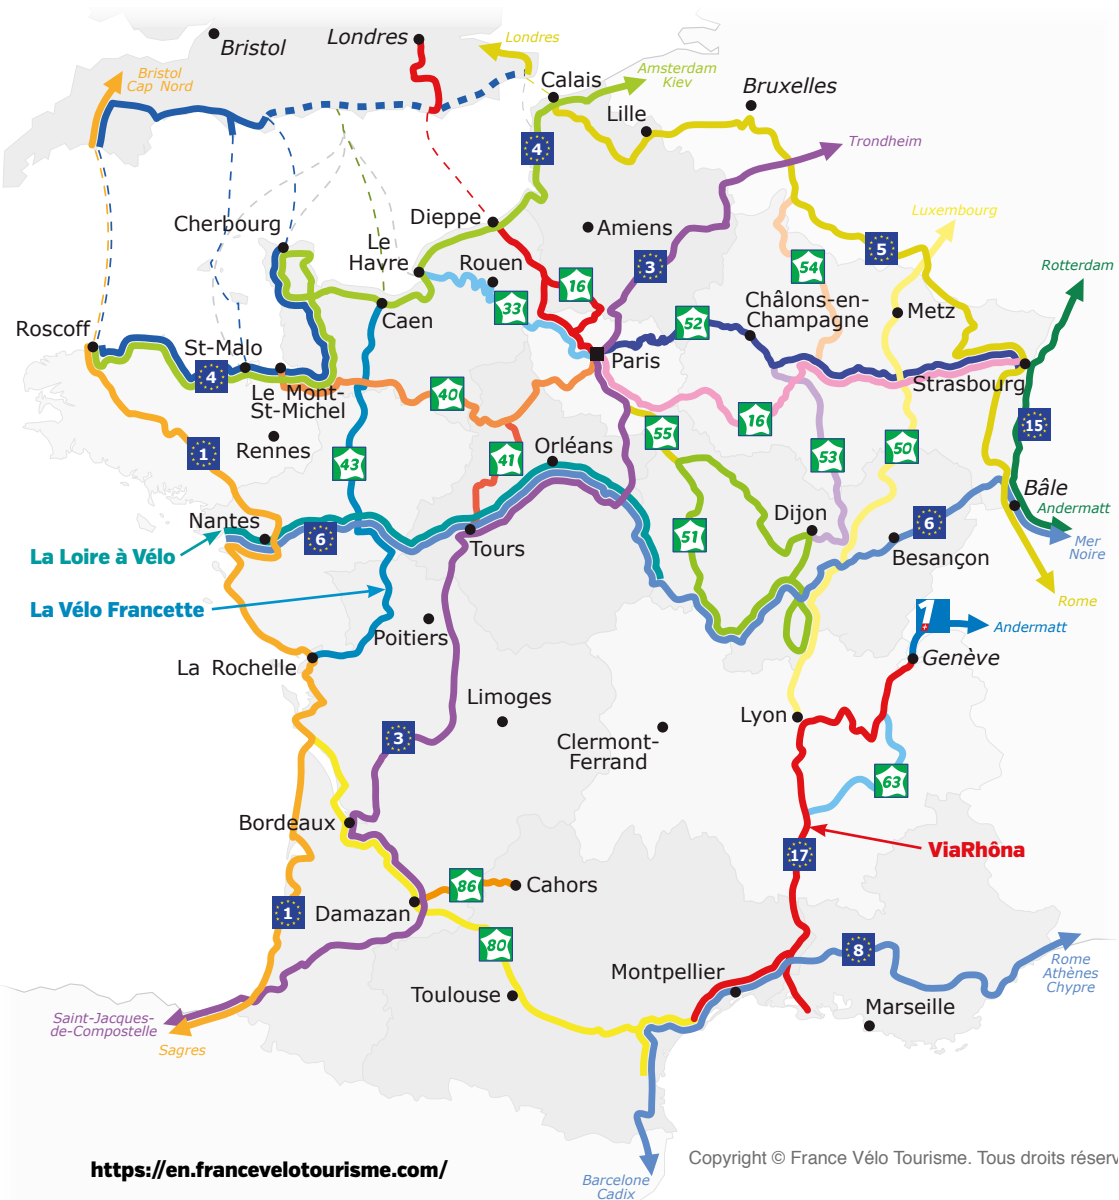 Bristol
Londres
Londres
Bristol
Cap Nord
Calais
Amsterdam
Kiev
Bruxelles
Lille
Trondheim
4
Cherbourg
Dieppe
Amiens
Luxembourg
Le
Havre
Rouen
3
5
54
Rotterdam
16
33
Caen
52
Châlons-en-
Champagne
Metz
Roscoff
St-Malo
Paris
4
Le Mont-
St-Michel
Strasbourg
40
16
15
Rennes
1
43
41
Orléans
55
53
50
Bâle
Andermatt
Nantes
6
Tours
51
Dijon
6
Besançon
Mer
Noire
La Loire à Vélo
La Vélo Francette
Rome
Poitiers
1
Andermatt
La Rochelle
Genève
Limoges
Lyon
3
Clermont-
Ferrand
63
Bordeaux
ViaRhôna
17
86
Cahors
1
Damazan
80
8
Rome
Athènes
Chypre
Montpellier
Toulouse
Marseille
Saint-Jacques-
de-Compostelle
Sagres
https://en.francevelotourisme.com/
Copyright © France Vélo Tourisme. Tous droits réserv
Barcelone
Cadix